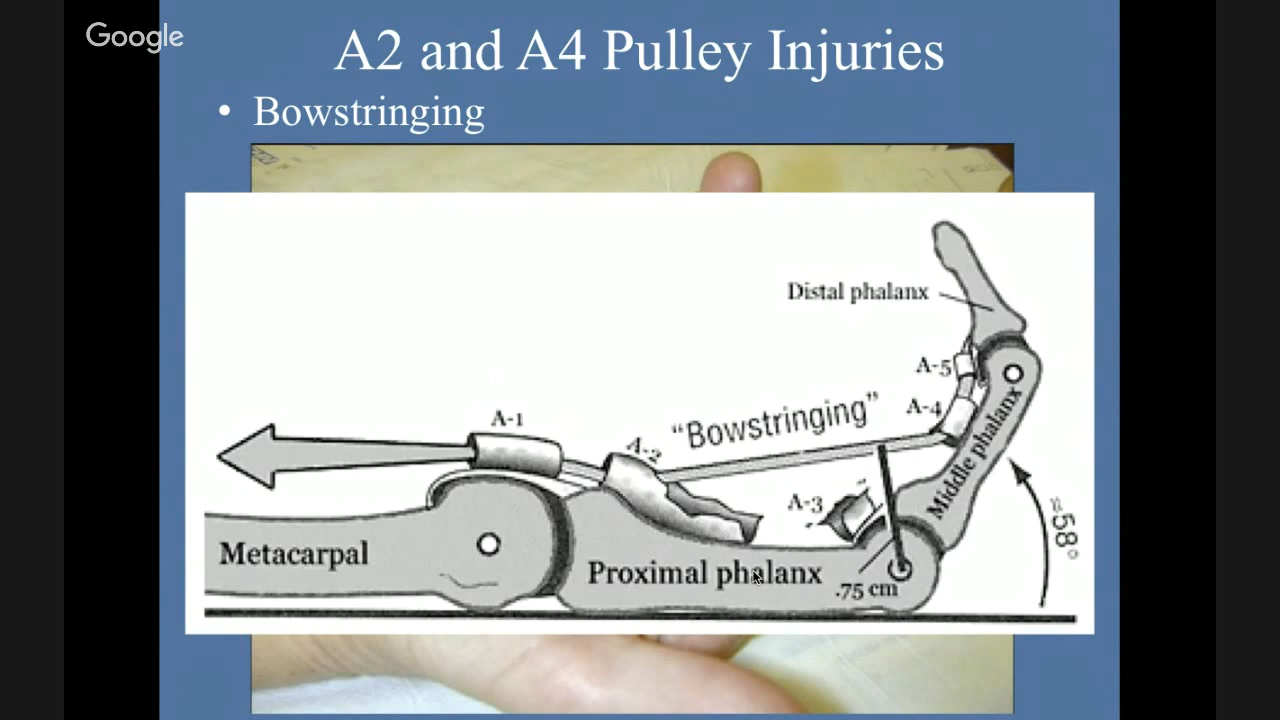 Google
A2 and A4 Pulley Injuries
• Bowstringing
Distal phalanx
A-5
A-4
"Bowstringing"
A-1
A-2
A-3
Middle phalanx
≈58°
Metacarpal
Proximal phalanx
.75 cm